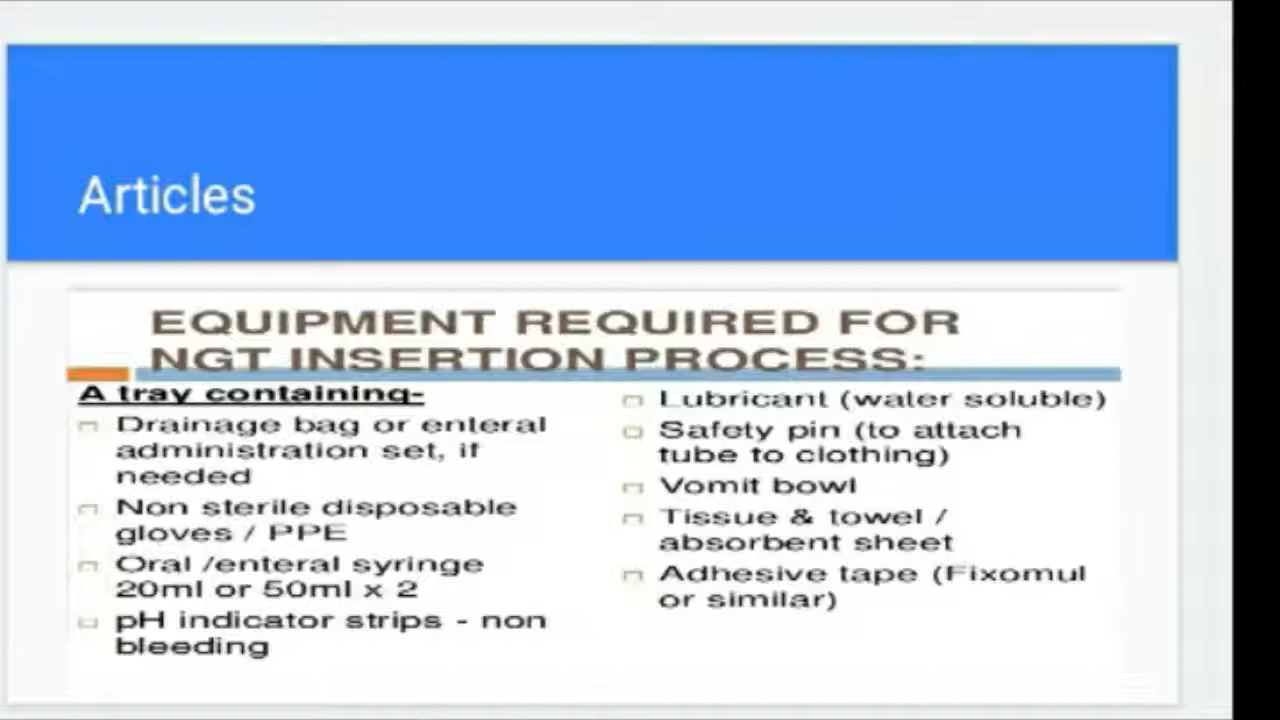 Articles
EQUIPMENT REQUIRED FOR
NGT INSERTION PROCESS:
A tray containing-
Drainage bag or enteral
administration set, if
needed
Non sterile disposable
gloves / PPE
Oral /enteral syringe
20ml or 50ml x 2
pH indicator strips - non
bleeding
Lubricant (water soluble)
Safety pin (to attach
tube to clothing)
Vomit bowl
Tissue & towel /
absorbent sheet
Adhesive tape (Fixomul
or similar)